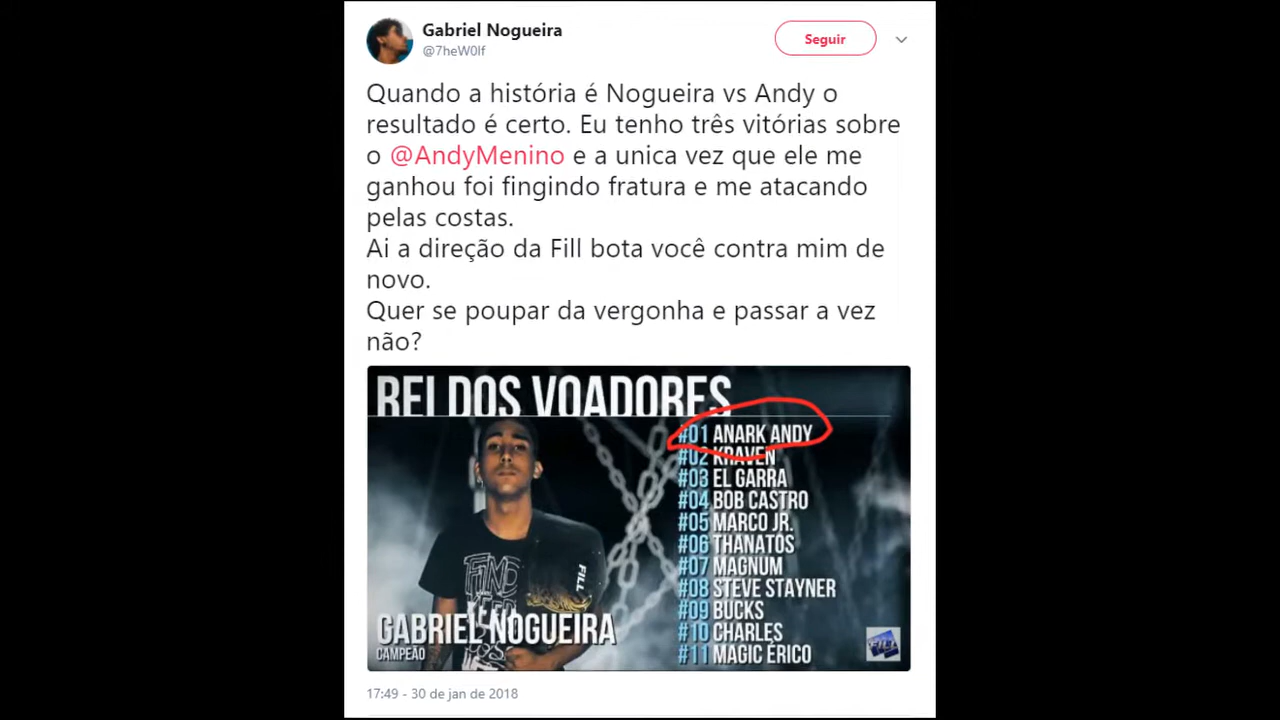 Gabriel Nogueira
@7heW0lf
Seguir
Quando a história é Nogueira vs Andy o
resultado é certo. Eu tenho três vitórias sobre
o @AndyMenino e a unica vez que ele me
ganhou foi fingindo fratura e me atacando
pelas costas.
Ai a direção da Fill bota você contra mim de
novo.
Quer se poupar da vergonha e passar a vez
não?
REI DOS VOADORES
#01 ANARK ANDY
#02 KRAVEN
#03 EL GARRA
#04 BOB CASTRO
#05 MARCO JR.
#06 THANATOS
#07 MAGNUM
#08 STEVE STAYNER
#09 BUCKS
#10 CHARLES
#11 MAGIC ÉRICO
FILL
GABRIEL NOGUEIRA
CAMPEÃO
FILL
17:49 - 30 de jan de 2018